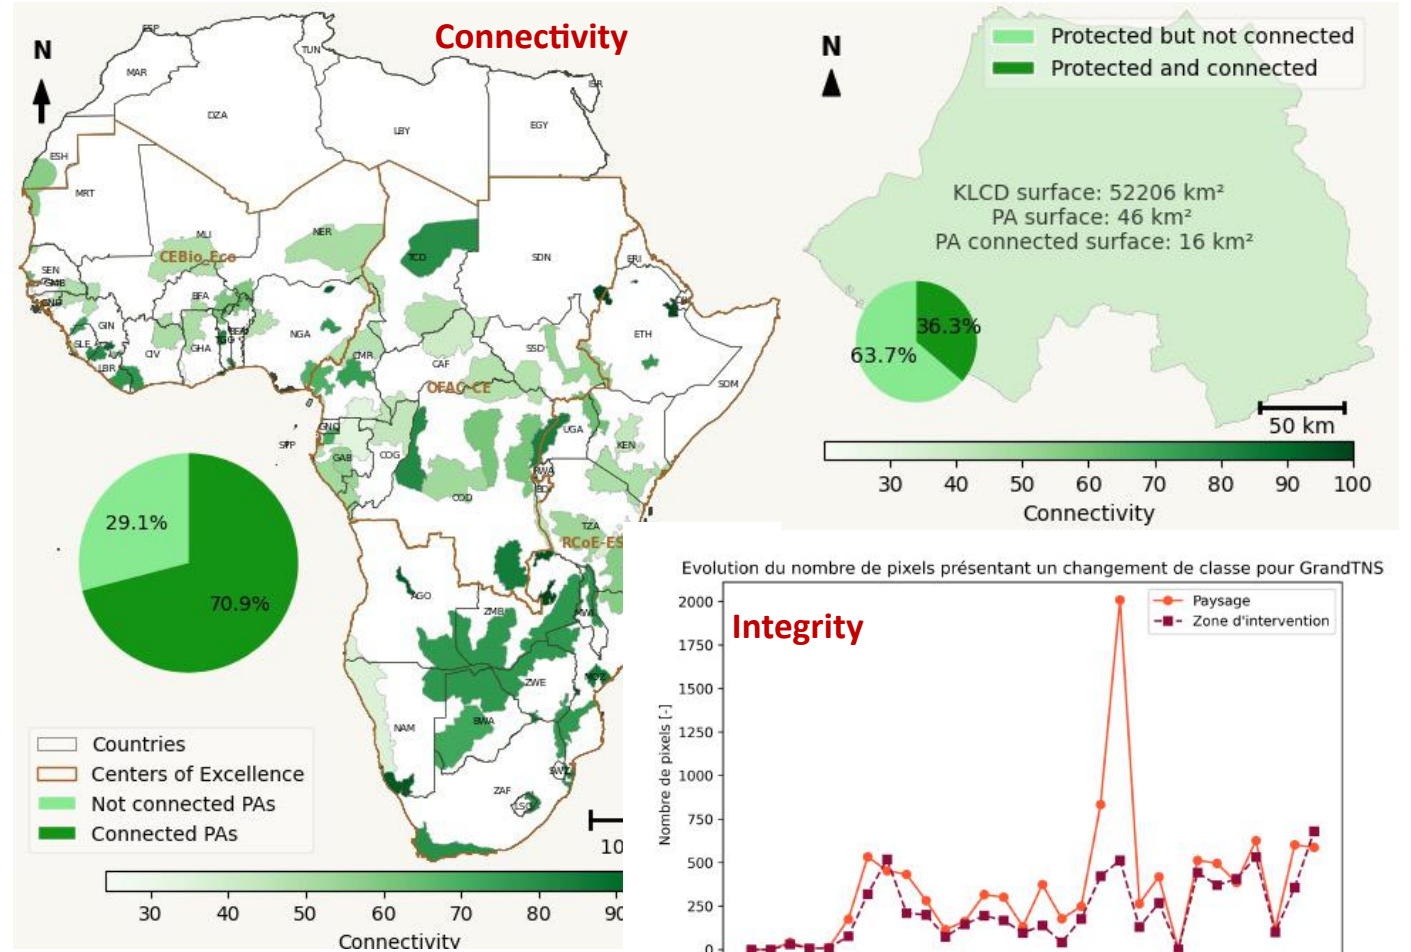 Connectivity
N
ESP
TUN
MAR
ISR
DZA
LBY
EGY
ESH
MRT
MLI
NER
CEBio_Eco
TCD
SDN
ERI
SEN
GMB
GNB
BFA
GIN
SLE
CIV
GHA
TGO
BEN
NGA
CMR
CAF
SSD
ETH
DJI
LBR
OFAC-CE
SOM
STP
GNQ
GAB
COG
UGA
KEN
RWA
BDI
COD
TZA
RCoE-ES
AGO
ZMB
MWI
MOZ
ZWE
NAM
BWA
SWZ
ZAF
LSO
29.1%
70.9%
Countries
Centers of Excellence
Not connected PAs
Connected PAs
10
30 40 50 60 70 80 90
Connectivity
N
Protected but not connected
Protected and connected
KLCD surface: 52206 km²
PA surface: 46 km²
PA connected surface: 16 km²
36.3%
63.7%
50 km
30 40 50 60 70 80 90 100
Connectivity
Evolution du nombre de pixels présentant un changement de classe pour GrandTNS
Integrity
Paysage
Zone d'intervention
Nombre de pixels [-]
2000
1750
1500
1250
1000
750
500
250
0